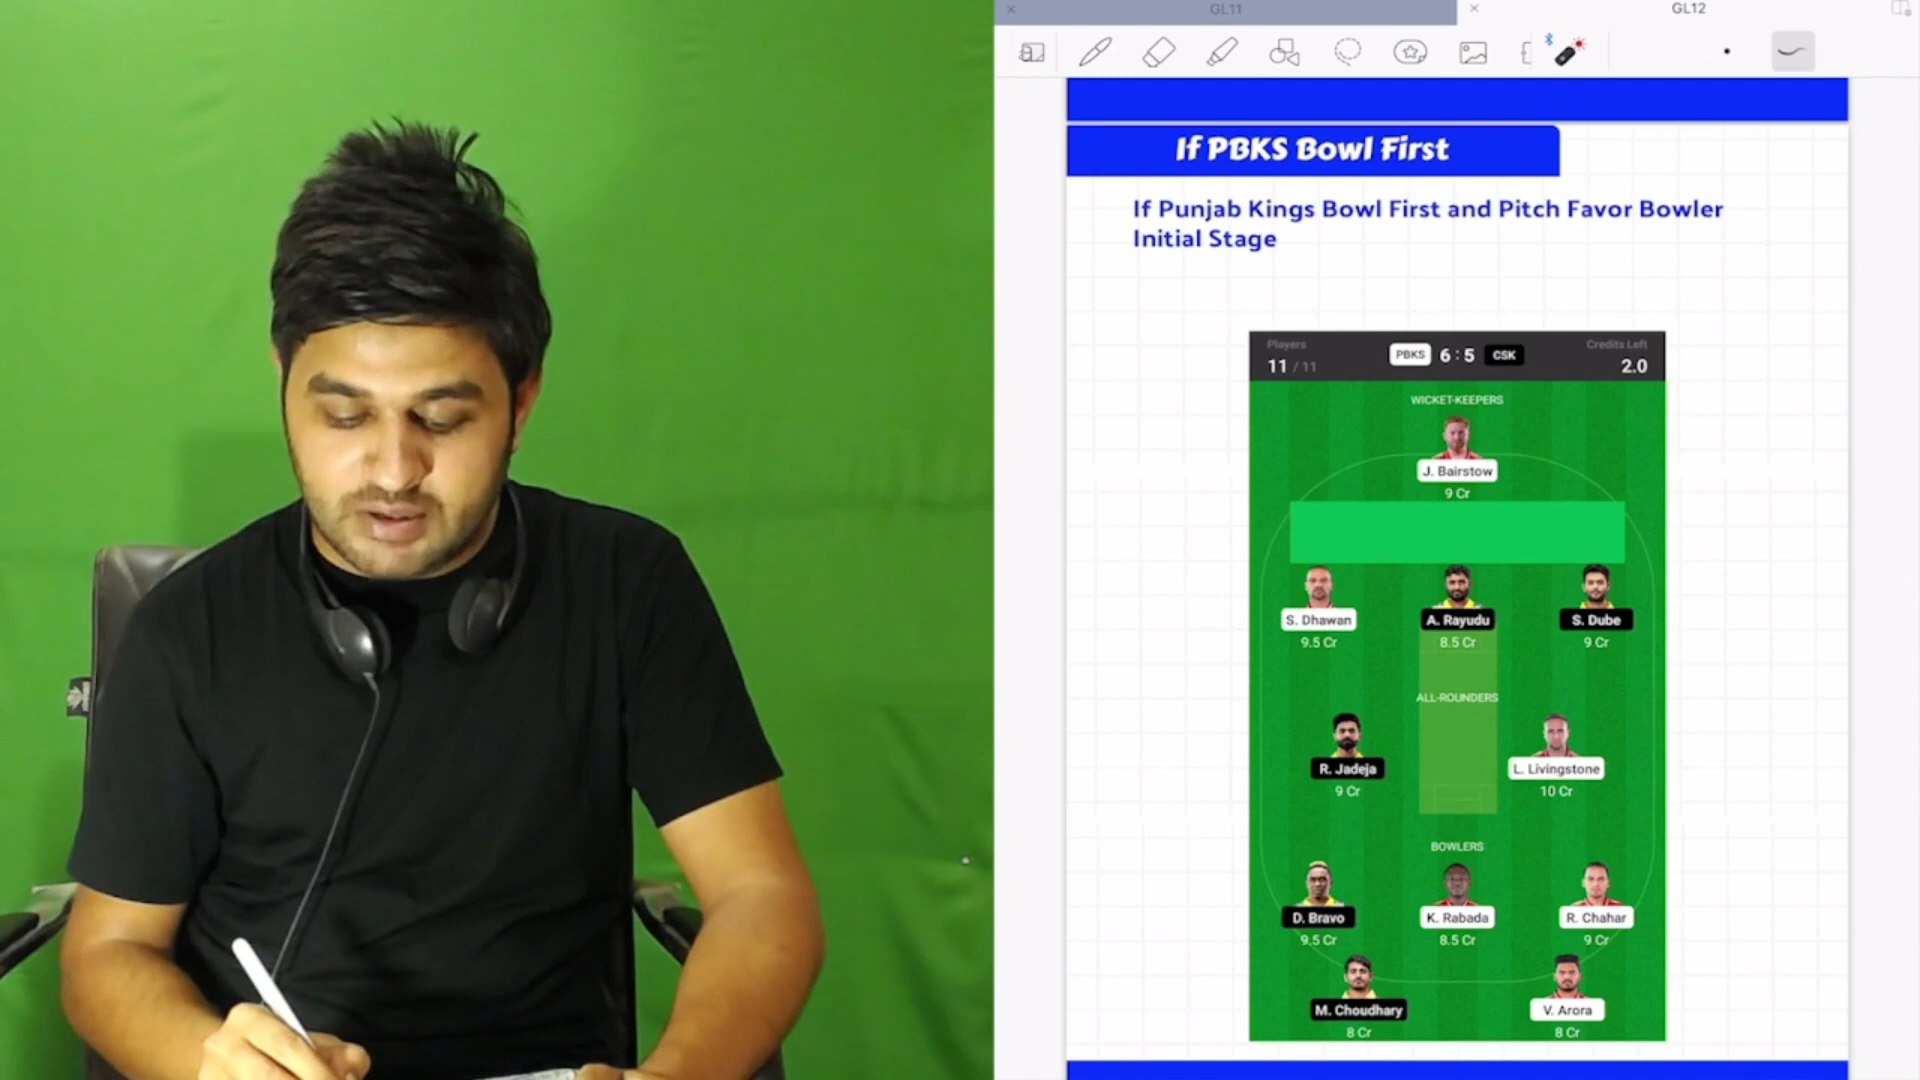 GL11
GL12
If PBKS Bowl First
If Punjab Kings Bowl First and Pitch Favor Bowler
Initial Stage
Players
11 / 11
PBKS 6 : 5 CSK
Credits Left
2.0
WICKET-KEEPERS
J. Bairstow
9 Cr
S. Dhawan
9.5 Cr
A. Rayudu
8.5 Cr
S. Dube
9 Cr
ALL-ROUNDERS
R. Jadeja
9 Cr
L. Livingstone
10 Cr
BOWLERS
D. Bravo
9.5 Cr
K. Rabada
8.5 Cr
R. Chahar
9 Cr
M. Choudhary
8 Cr
V. Arora
8 Cr